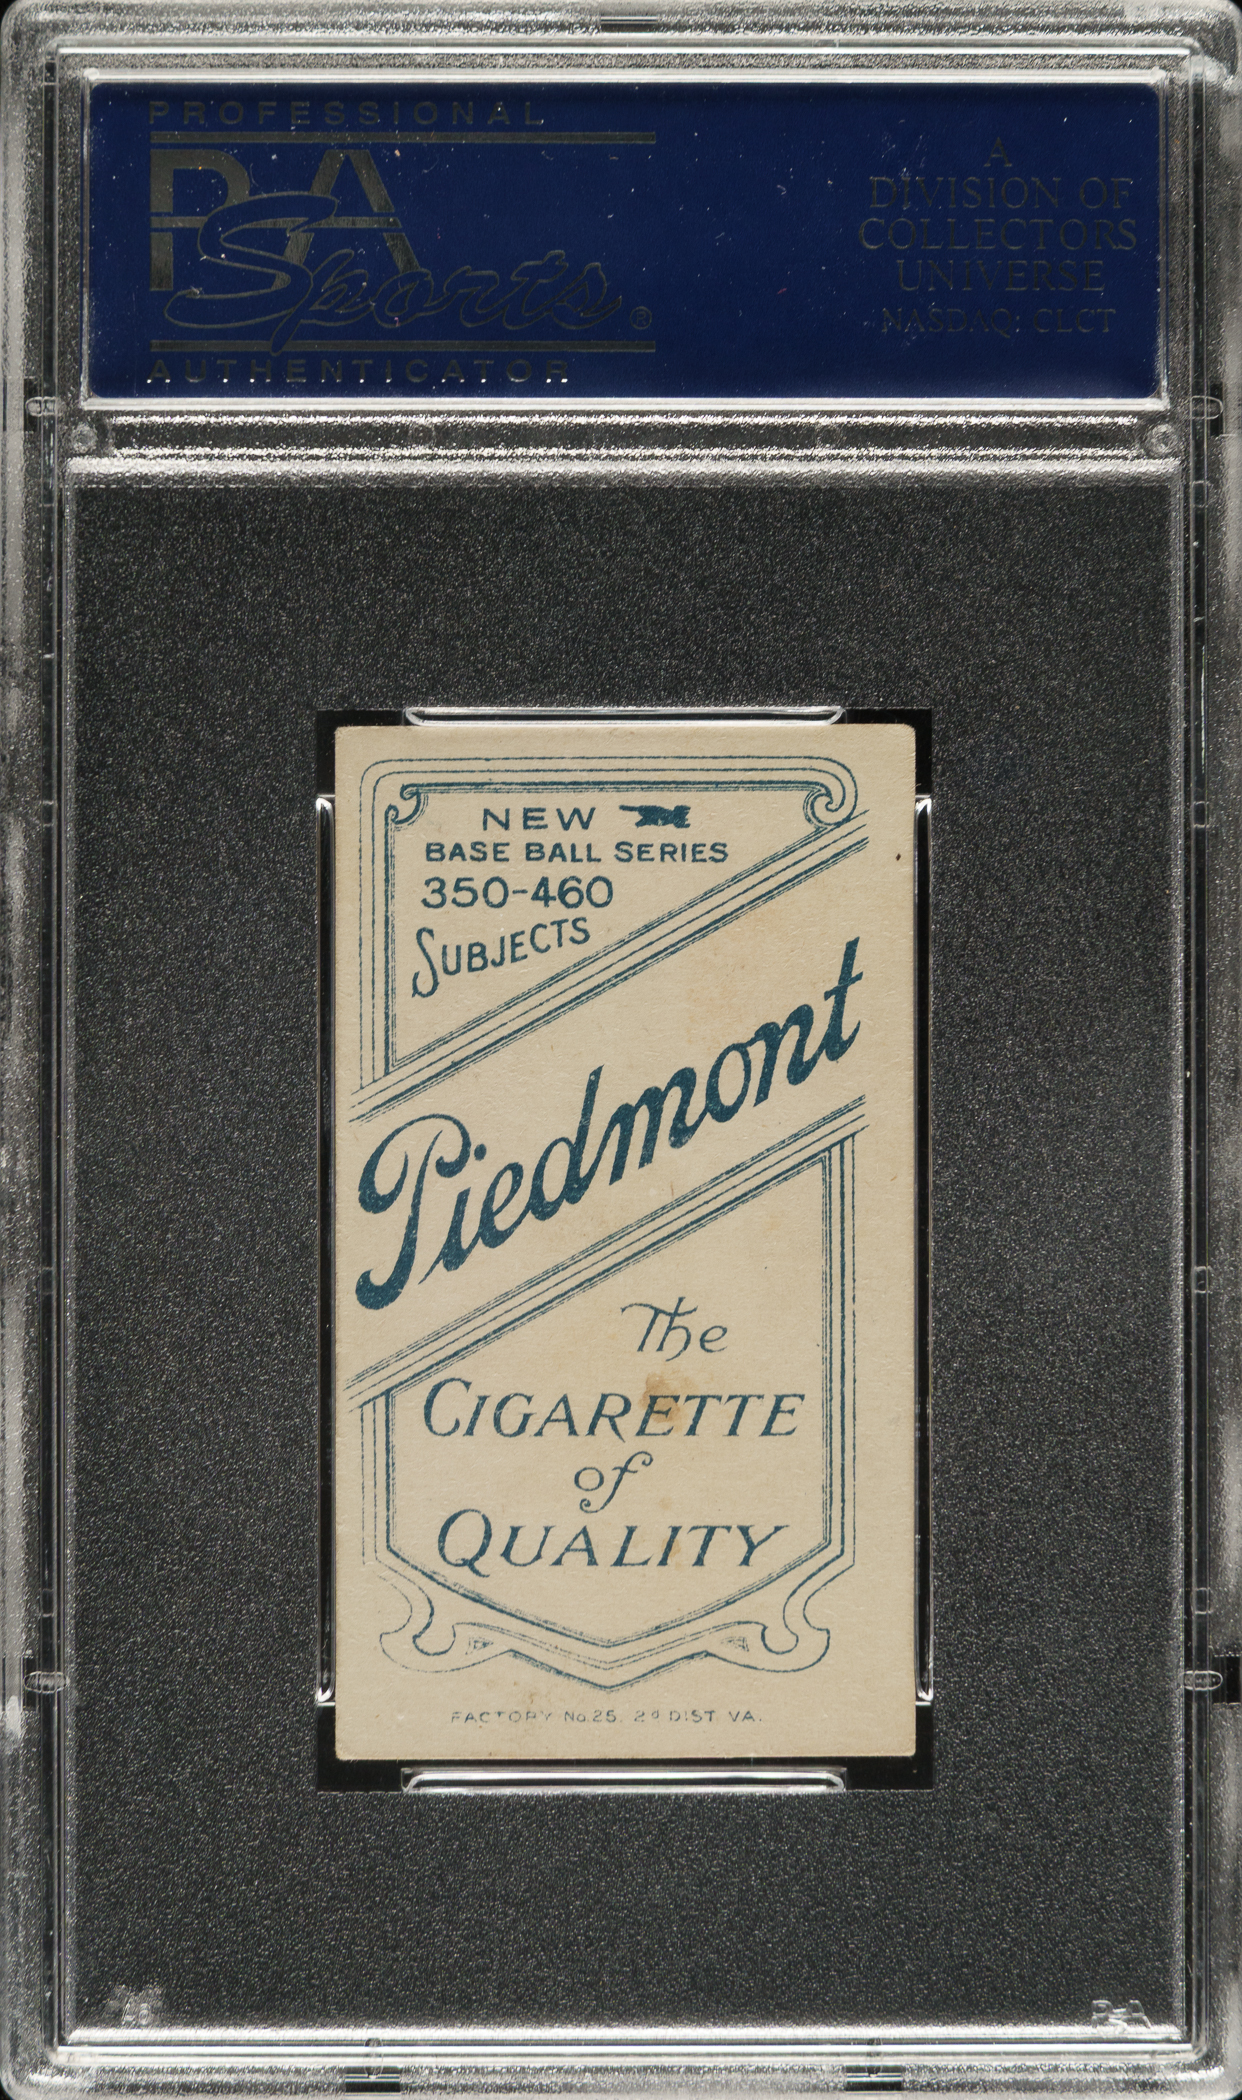 PROFESSIONAL
PSA
Sports®
AUTHENTICATOR
A
DIVISION OF
COLLECTORS
UNIVERSE
NASDAQ: CLCT
NEW
BASE BALL SERIES
350-460
SUBJECTS
Piedmont
The
CIGARETTE
of
QUALITY
FACTORY No.25. 2d DIST VA.
PSA